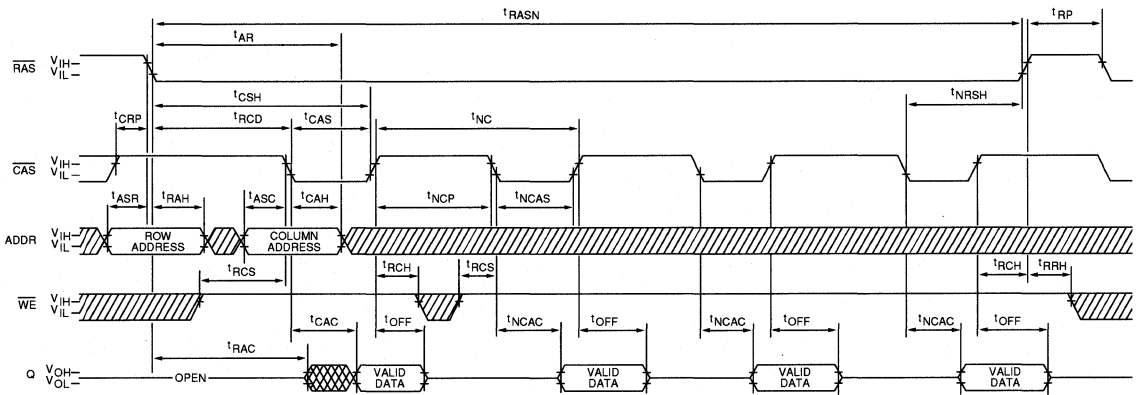 tRASN
tRP
tAR
RAS VIH
VIL
tCSH
tNRSH
tCRP
tRCD
tCAS
tNC
CAS VIH
VIL
tASR
tRAH
tASC
tCAH
tNCP
tNCAS
ADDR VIH
VIL
ROW
ADDRESS
COLUMN
ADDRESS
tRCS
tRCH
tRCS
tRCH
tRRH
WE VIH
VIL
tCAC
tOFF
tNCAC
tOFF
tNCAC
tOFF
tNCAC
tOFF
tRAC
Q VOH
VOL
OPEN
VALID
DATA
VALID
DATA
VALID
DATA
VALID
DATA